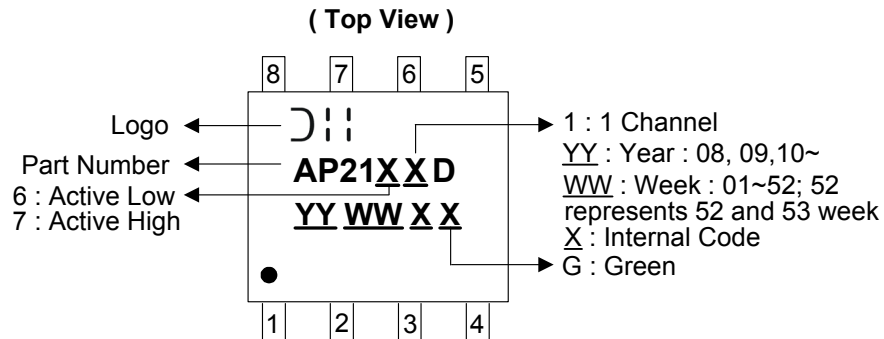 ( Top View )
8 7 6 5
Logo
Part Number
6 : Active Low
7 : Active High
AP21XXD
YY WW X X
1 : 1 Channel
YY : Year : 08, 09,10~
WW : Week : 01~52; 52
represents 52 and 53 week
X : Internal Code
G : Green
1 2 3 4